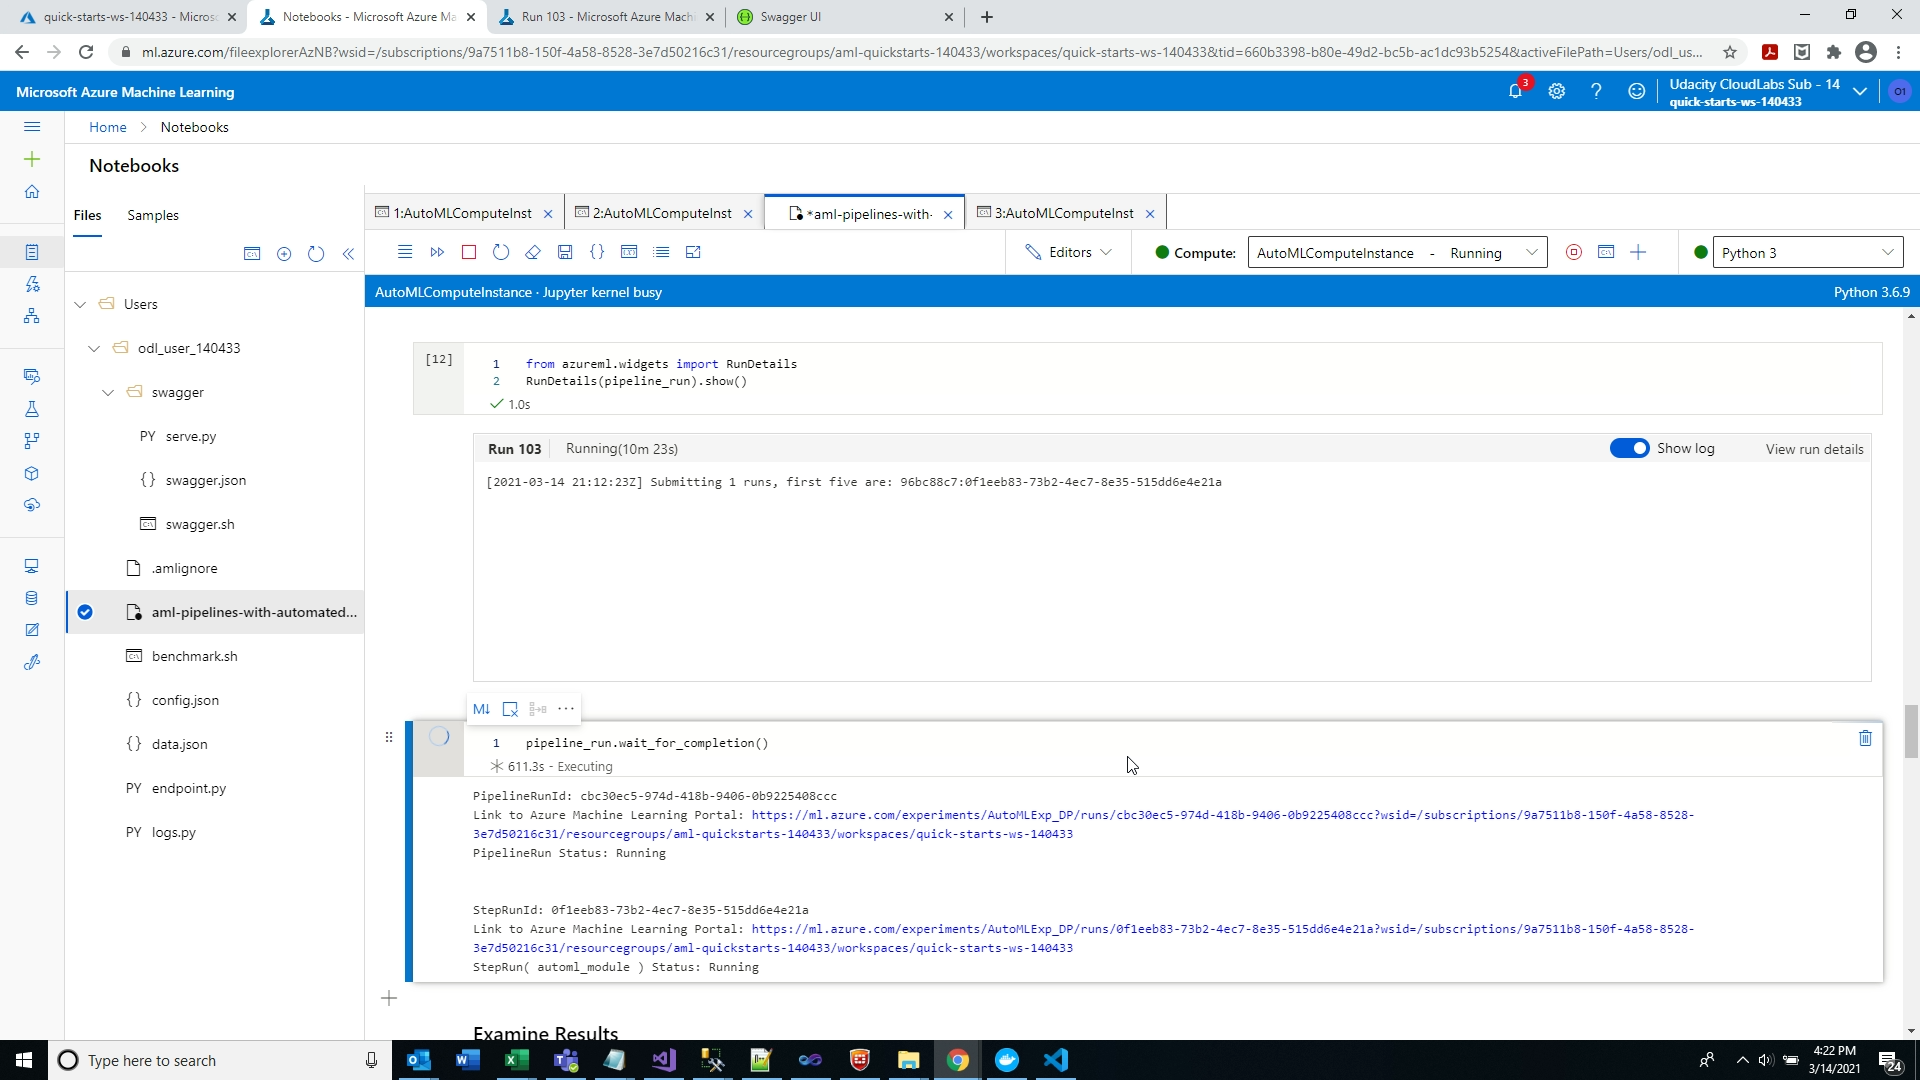 quick-starts-ws-140433 - Microso
Notebooks - Microsoft Azure Ma
Run 103 - Microsoft Azure Machi
Swagger UI
ml.azure.com/fileexplorerAzNB?wsid=/subscriptions/9a7511b8-150f-4a58-8528-3e7d50216c31/resourcegroups/aml-quickstarts-140433/workspaces/quick-starts-ws-140433&tid=660b3398-b80e-49d2-bc5b-ac1dc93b5254&activeFilePath=Users/odl_us...
Microsoft Azure Machine Learning
3
Udacity CloudLabs Sub - 14
quick-starts-ws-140433
O1
Home > Notebooks
Notebooks
Files
Samples
1:AutoMLComputeInst
2:AutoMLComputeInst
*aml-pipelines-with-
3:AutoMLComputeInst
Editors
Compute:
AutoMLComputeInstance - Running
Python 3
AutoMLComputeInstance · Jupyter kernel busy
Python 3.6.9
Users
odl_user_140433
swagger
PY serve.py
{} swagger.json
swagger.sh
.amlignore
aml-pipelines-with-automated...
benchmark.sh
{} config.json
{} data.json
PY endpoint.py
PY logs.py
[12]
1 from azureml.widgets import RunDetails
2 RunDetails(pipeline_run).show()
1.0s
Run 103
Running(10m 23s)
Show log
View run details
[2021-03-14 21:12:23Z] Submitting 1 runs, first five are: 96bc88c7:0f1eeb83-73b2-4ec7-8e35-515dd6e4e21a
M↓
1 pipeline_run.wait_for_completion()
611.3s - Executing
PipelineRunId: cbc30ec5-974d-418b-9406-0b9225408ccc
Link to Azure Machine Learning Portal: https://ml.azure.com/experiments/AutoMLExp_DP/runs/cbc30ec5-974d-418b-9406-0b9225408ccc?wsid=/subscriptions/9a7511b8-150f-4a58-8528-
3e7d50216c31/resourcegroups/aml-quickstarts-140433/workspaces/quick-starts-ws-140433
PipelineRun Status: Running
StepRunId: 0f1eeb83-73b2-4ec7-8e35-515dd6e4e21a
Link to Azure Machine Learning Portal: https://ml.azure.com/experiments/AutoMLExp_DP/runs/0f1eeb83-73b2-4ec7-8e35-515dd6e4e21a?wsid=/subscriptions/9a7511b8-150f-4a58-8528-
3e7d50216c31/resourcegroups/aml-quickstarts-140433/workspaces/quick-starts-ws-140433
StepRun( automl_module ) Status: Running
Examine Results
Type here to search
4:22 PM
3/14/2021
24